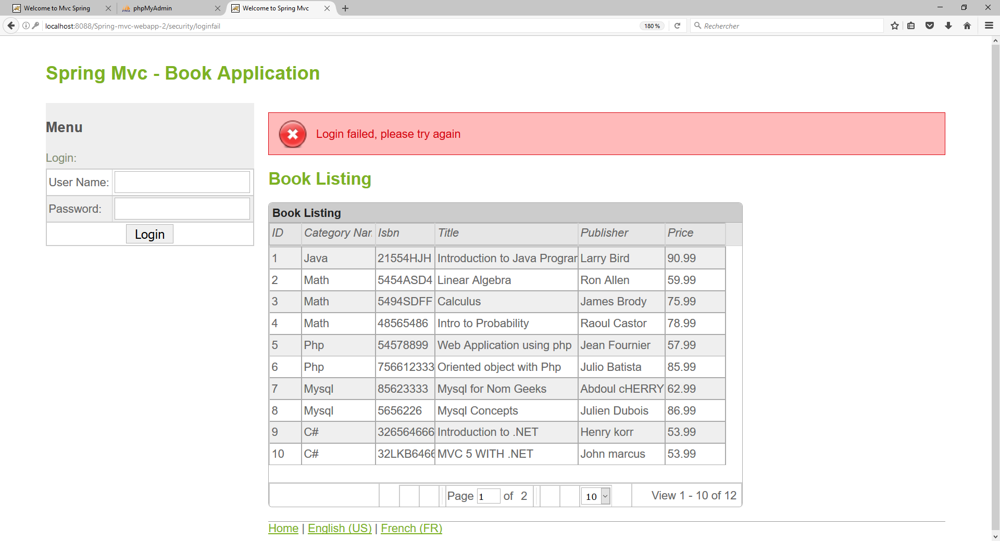 Welcome to Mvc Spring
phpMyAdmin
Welcome to Spring Mvc
localhost:8088/Spring-mvc-webapp-2/security/loginfail
180 %
Rechercher
Spring Mvc - Book Application
Menu
Login:
User Name:
Password:
Login
Login failed, please try again
Book Listing
Book Listing
ID Category Nar Isbn Title Publisher Price
1 Java 21554HJH Introduction to Java Prograr Larry Bird 90.99
2 Math 5454ASD4 Linear Algebra Ron Allen 59.99
3 Math 5494SDFF Calculus James Brody 75.99
4 Math 48565486 Intro to Probability Raoul Castor 78.99
5 Php 54578899 Web Application using php Jean Fournier 57.99
6 Php 756612333 Oriented object with Php Julio Batista 85.99
7 Mysql 85623333 Mysql for Nom Geeks Abdoul cHERRY 62.99
8 Mysql 5656226 Mysql Concepts Julien Dubois 86.99
9 C# 326564666 Introduction to .NET Henry korr 53.99
10 C# 32LKB6466 MVC 5 WITH .NET John marcus 53.99
Page 1 of 2 10 View 1 - 10 of 12
Home | English (US) | French (FR)